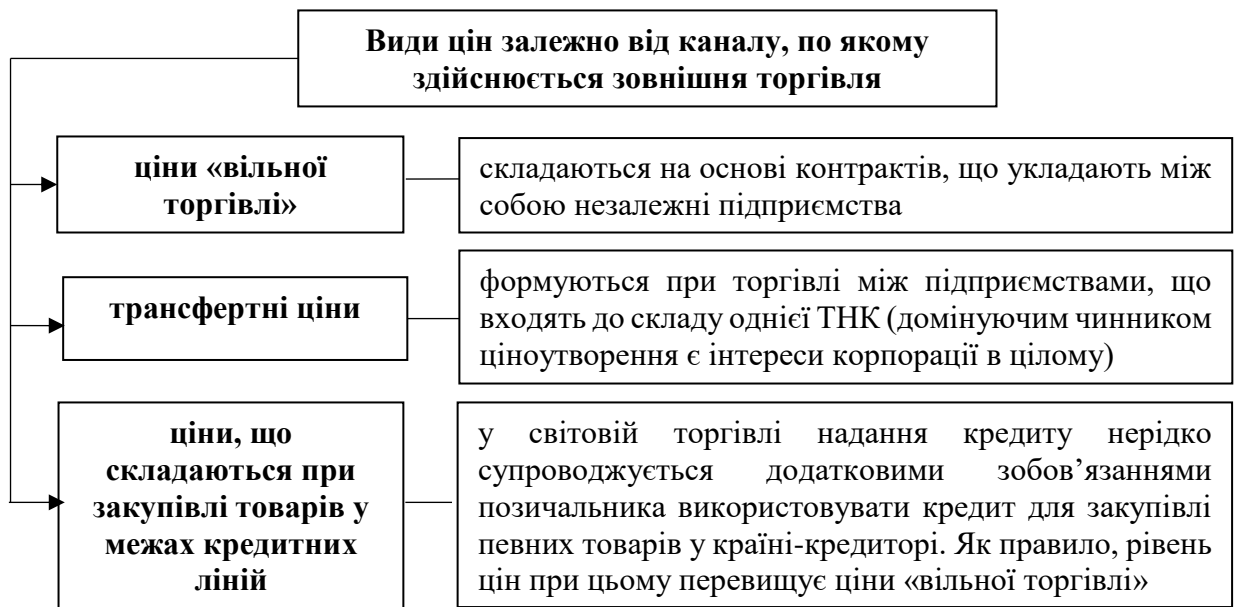 Види цін залежно від каналу, по якому
здійснюється зовнішня торгівля
ціни «вільної
торгівлі»
складаються на основі контрактів, що укладають між
собою незалежні підприємства
трансфертні ціни
формуються при торгівлі між підприємствами, що
входять до складу однієї ТНК (домінуючим чинником
ціноутворення є інтереси корпорації в цілому)
ціни, що
складаються при
закупівлі товарів у
межах кредитних
ліній
у світовій торгівлі надання кредиту нерідко
супроводжується додатковими зобов’язаннями
позичальника використовувати кредит для закупівлі
певних товарів у країні-кредиторі. Як правило, рівень
цін при цьому перевищує ціни «вільної торгівлі»